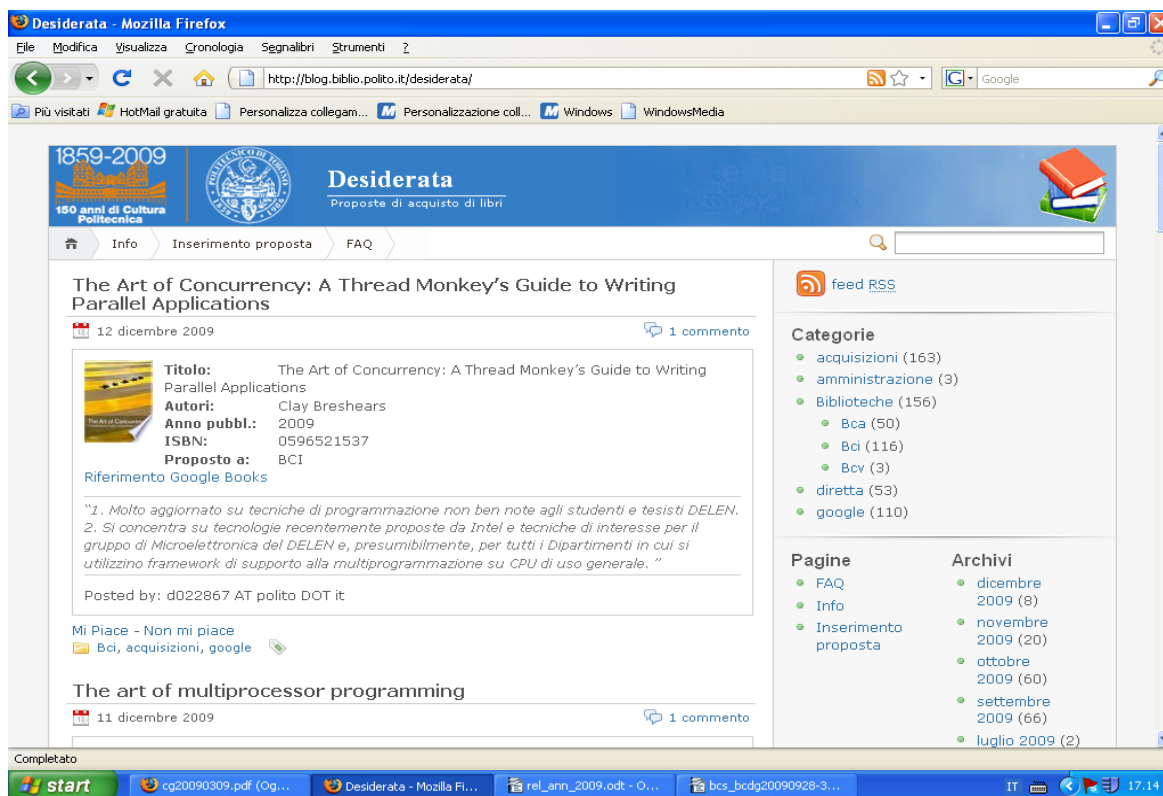 Desiderata - Mozilla Firefox
File Modifica Visualizza Cronologia Segnalibri Strumenti ?
http://blog.biblio.polito.it/desiderata/
G Google
Più visitati HotMail gratuita Personalizza collegam... Personalizzazione coll... Windows WindowsMedia
1859-2009
150 anni di Cultura
Politecnica
Desiderata
Proposte di acquisto di libri
Info Inserimento proposta FAQ
The Art of Concurrency: A Thread Monkey's Guide to Writing
Parallel Applications
12 dicembre 2009 1 commento
Titolo: The Art of Concurrency: A Thread Monkey's Guide to Writing
Parallel Applications
Autori: Clay Breshears
Anno pubbl.: 2009
ISBN: 0596521537
Proposto a: BCI
Riferimento Google Books
"1. Molto aggiornato su tecniche di programmazione non ben note agli studenti e tesisti DELEN.
2. Si concentra su tecnologie recentemente proposte da Intel e tecniche di interesse per il
gruppo di Microelettronica del DELEN e, presumibilmente, per tutti i Dipartimenti in cui si
utilizzino framework di supporto alla multiprogrammazione su CPU di uso generale. "
Posted by: d022867 AT polito DOT it
Mi Piace - Non mi piace
Bci, acquisizioni, google
The art of multiprocessor programming
11 dicembre 2009 1 commento
feed RSS
Categorie
acquisizioni (163)
amministrazione (3)
Biblioteche (156)
Bca (50)
Bci (116)
Bcv (3)
diretta (53)
google (110)
Pagine
FAQ
Info
Inserimento
proposta
Archivi
dicembre
2009 (8)
novembre
2009 (20)
ottobre
2009 (60)
settembre
2009 (66)
luglio 2009 (2)
Completato
start cg20090309.pdf (Og... Desiderata - Mozilla Fi... rel_ann_2009.odt - O... bcs_bcdg20090928-3... IT 17.14